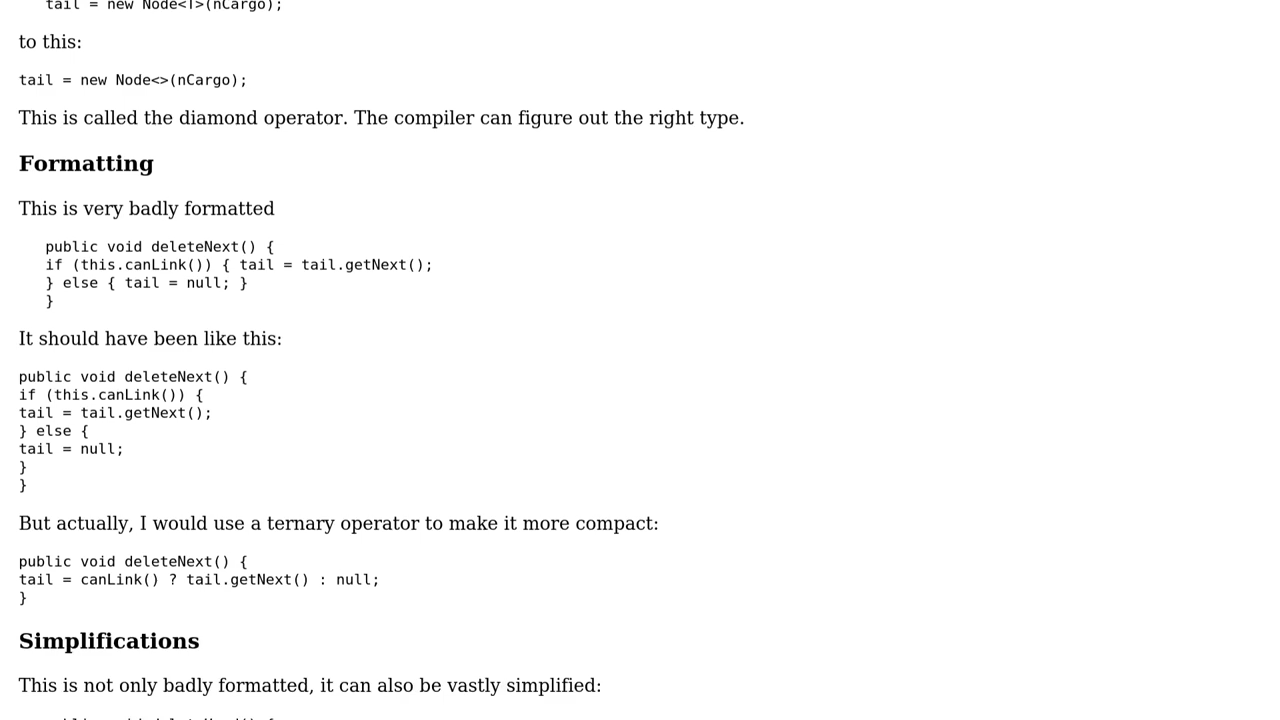 tail = new Node<T>(nCargo);
to this:
tail = new Node<>(nCargo);
This is called the diamond operator. The compiler can figure out the right type.
Formatting
This is very badly formatted
public void deleteNext() {
if (this.canLink()) { tail = tail.getNext();
} else { tail = null; }
}
It should have been like this:
public void deleteNext() {
if (this.canLink()) {
tail = tail.getNext();
} else {
tail = null;
}
}
But actually, I would use a ternary operator to make it more compact:
public void deleteNext() {
tail = canLink() ? tail.getNext() : null;
}
Simplifications
This is not only badly formatted, it can also be vastly simplified: